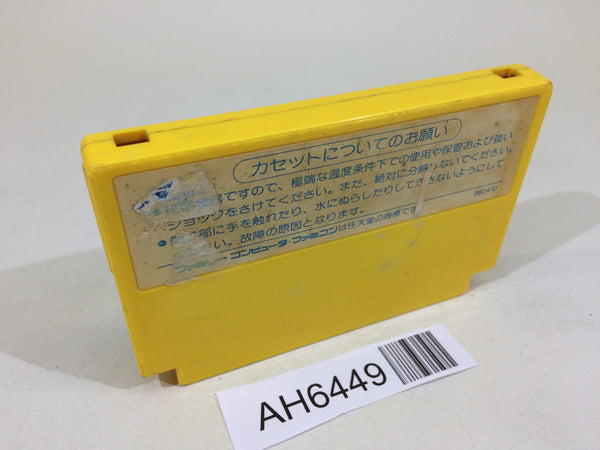 カセットについてのお願い
ですので、極端な温度条件下での使用や保管および強い
ショックをさけてください。また、絶対に分解しないでください。
部に手を触れたり、水にぬらしたりして汚さないようにして
い。故障の原因となります。
ファミリーコンピュータ・ファミコンは任天堂の商標です
860410
AH6449